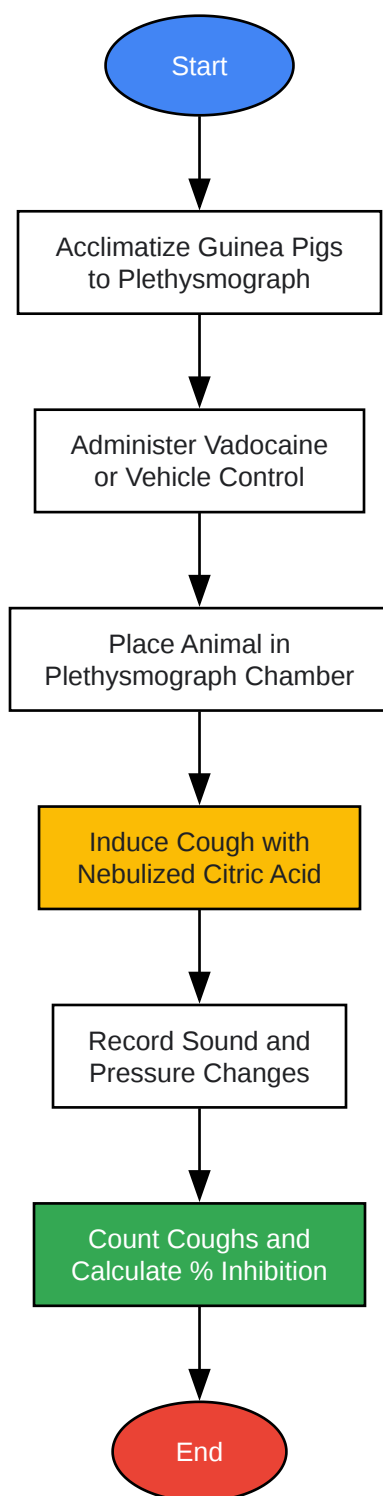 Start
Acclimatize Guinea Pigs
to Plethysmograph
Administer Vadocaine
or Vehicle Control
Place Animal in
Plethysmograph Chamber
Induce Cough with
Nebulized Citric Acid
Record Sound and
Pressure Changes
Count Coughs and
Calculate % Inhibition
End